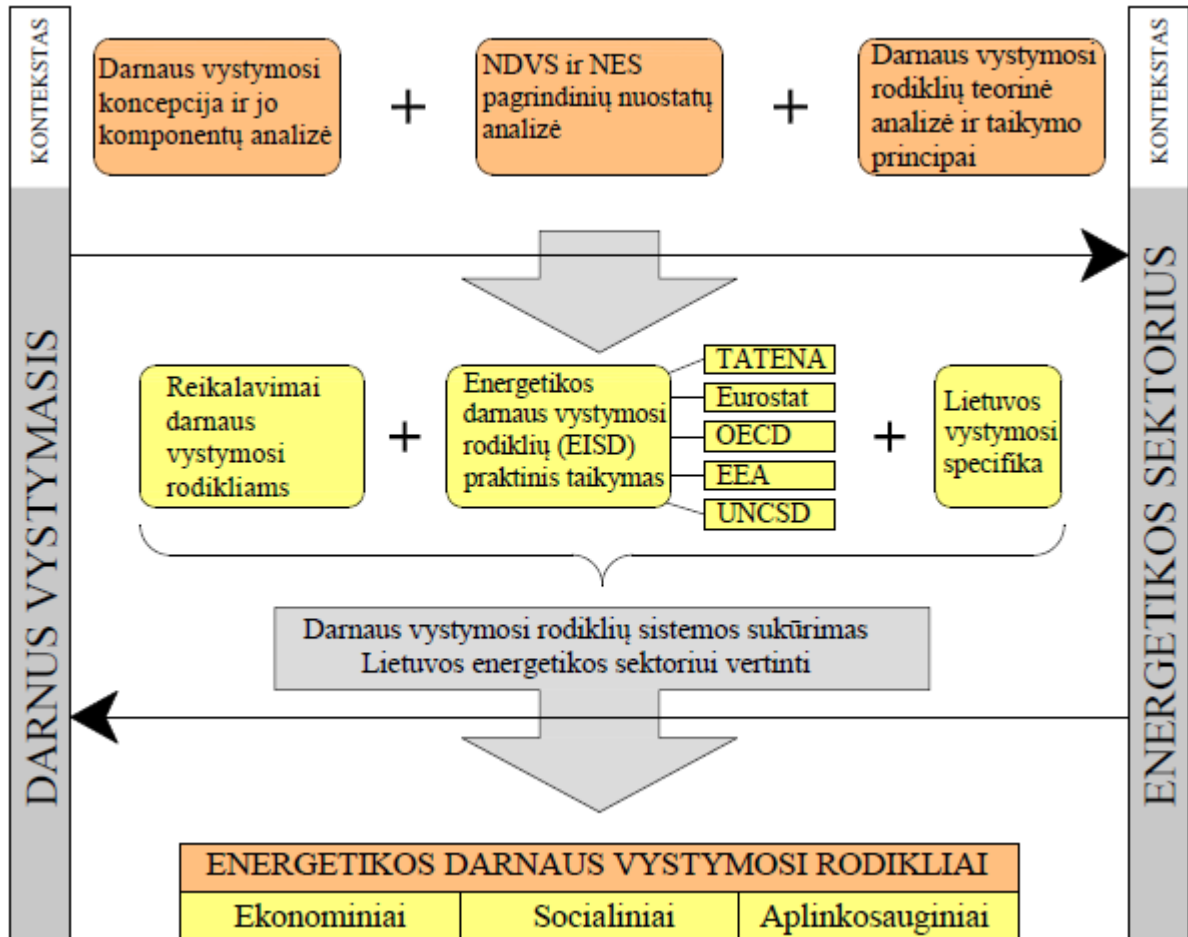 KONTEKSTAS
DARNUS VYSTYMASIS
Darnaus vystymosi
koncepcija ir jo
komponentų analizė
+
NDVS ir NES
pagrindinių nuostatų
analizė
+
Darnaus vystymosi
rodiklių teorinė
analizė ir taikymo
principai
KONTEKSTAS
ENERGETIKOS SEKTORIUS
Reikalavimai
darnaus
vystymosi
rodikliams
+
Energetikos
darnaus vystymosi
rodiklių (EISD)
praktinis taikymas
TATENA
Eurostat
OECD
EEA
UNCSD
+
Lietuvos
vystymosi
specifika
Darnaus vystymosi rodiklių sistemos sukūrimas
Lietuvos energetikos sektoriui vertinti
ENERGETIKOS DARNAUS VYSTYMOSI RODIKLIAI
Ekonominiai
Socialiniai
Aplinkosauginiai